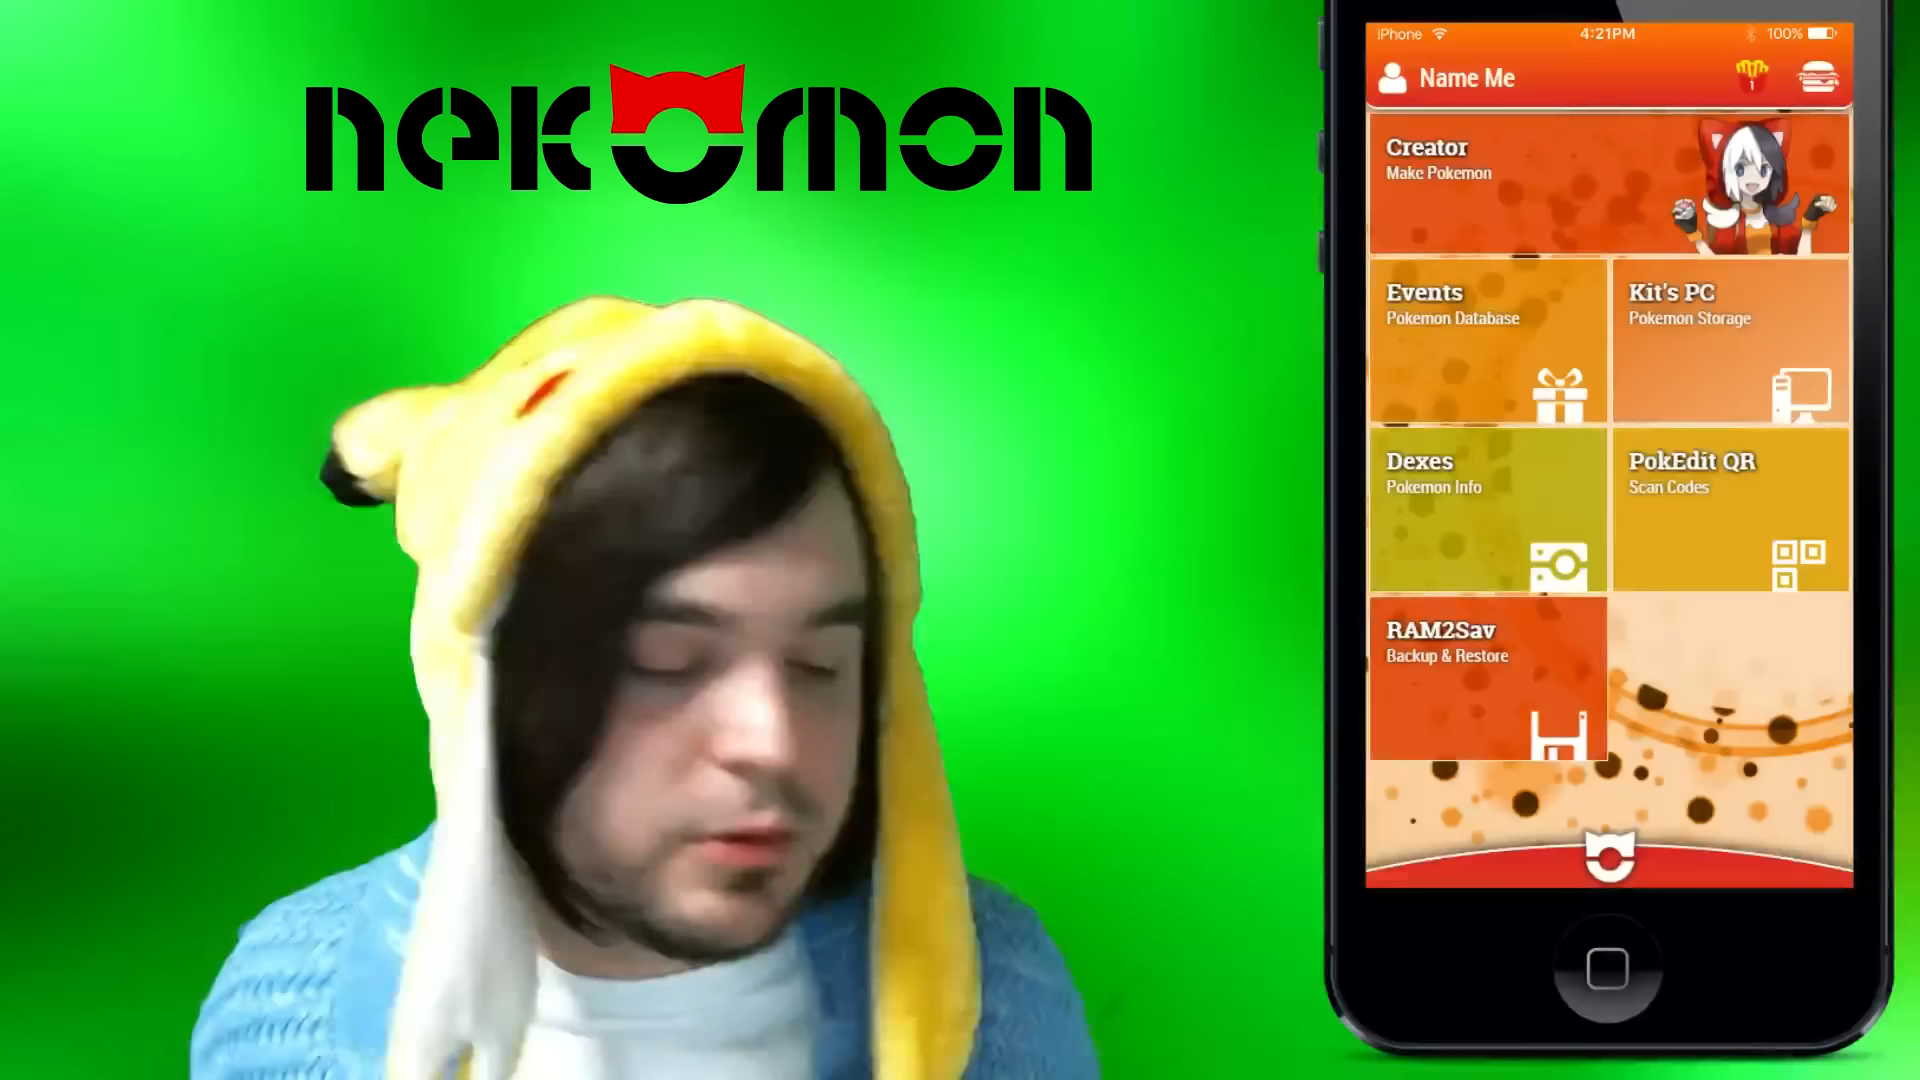 nekomon
iPhone 4:21PM 100%
Name Me 1
Creator
Make Pokemon
Events
Pokemon Database
Kit's PC
Pokemon Storage
Dexes
Pokemon Info
PokEdit QR
Scan Codes
RAM2Sav
Backup & Restore